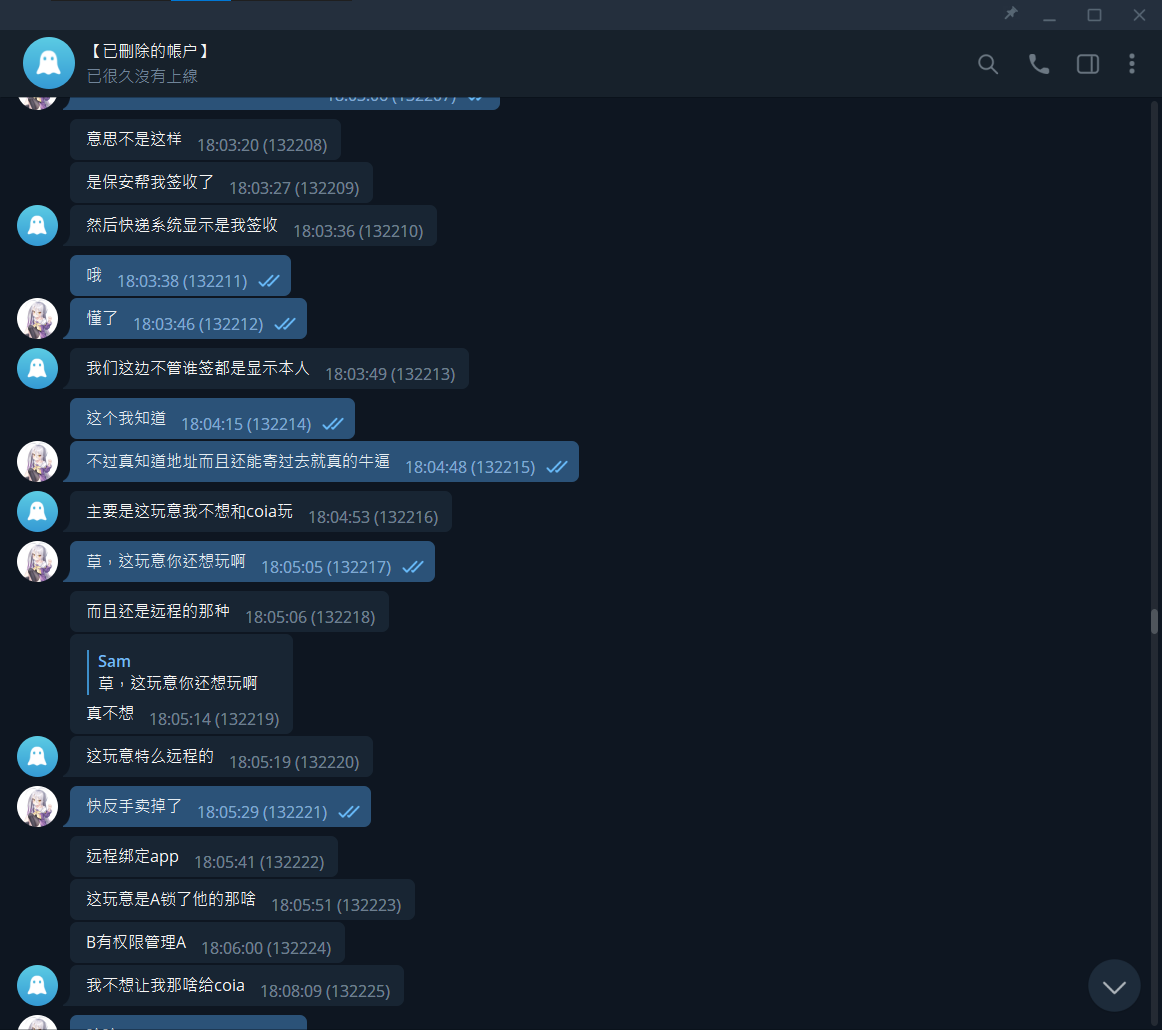 【已刪除的帳户】
已很久沒有上線
18:03:06 (132207)
意思不是这样 18:03:20 (132208)
是保安帮我签收了 18:03:27 (132209)
然后快递系统显示是我签收 18:03:36 (132210)
哦 18:03:38 (132211)
懂了 18:03:46 (132212)
我们这边不管谁签都是显示本人 18:03:49 (132213)
这个我知道 18:04:15 (132214)
不过真知道地址而且还能寄过去就真的牛逼 18:04:48 (132215)
主要是这玩意我不想和coia玩 18:04:53 (132216)
草，这玩意你还想玩啊 18:05:05 (132217)
而且还是远程的那种 18:05:06 (132218)
Sam
草，这玩意你还想玩啊
真不想 18:05:14 (132219)
这玩意特么远程的 18:05:19 (132220)
快反手卖掉了 18:05:29 (132221)
远程绑定app 18:05:41 (132222)
这玩意是A锁了他的那啥 18:05:51 (132223)
B有权限管理A 18:06:00 (132224)
我不想让我那啥给coia 18:08:09 (132225)